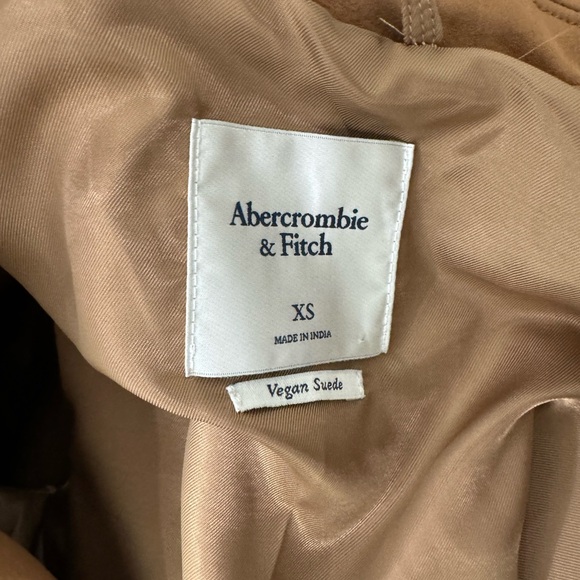 Abercrombie
& Fitch
XS
MADE IN INDIA
Vegan Suede